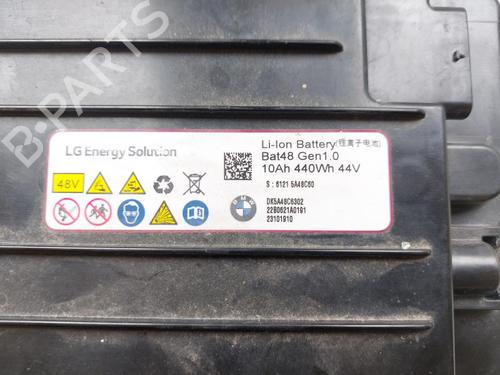 B-PARTS
LG Energy Solution
Li-Ion Battery(锂离子电池)
Bat48 Gen1.0
10Ah 440Wh 44V
48V
S : 6121 5A48C60
BMW
DK5A48C6302
22B0621A0191
23101910